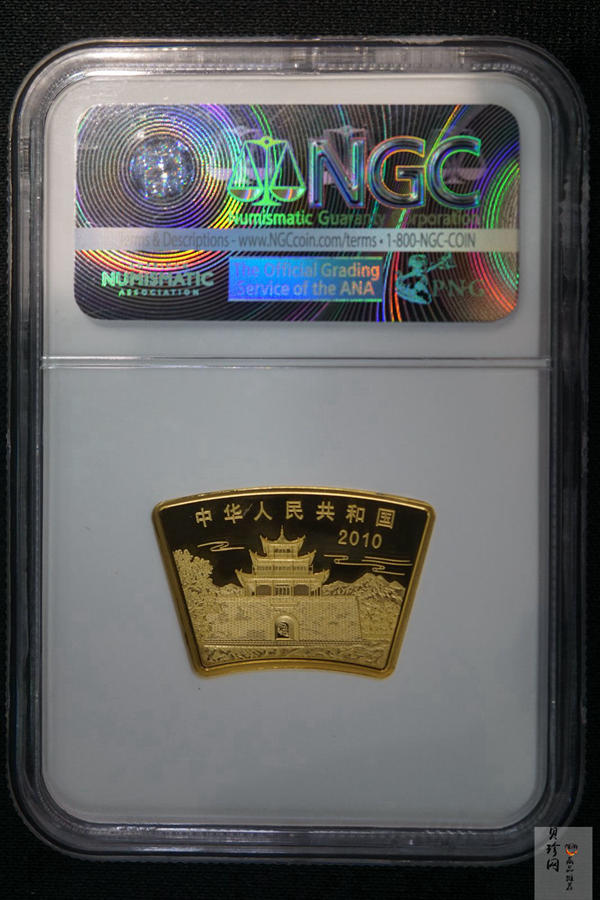 NGC
Numismatic Guaranty Corporation
Terms & Descriptions - www.NGCcoin.com/terms • 1-800-NGC-COIN
NUMISMATIC
ASSOCIATION
The Official Grading
Service of the ANA
PNG
中华人民共和国
2010
贝珍网